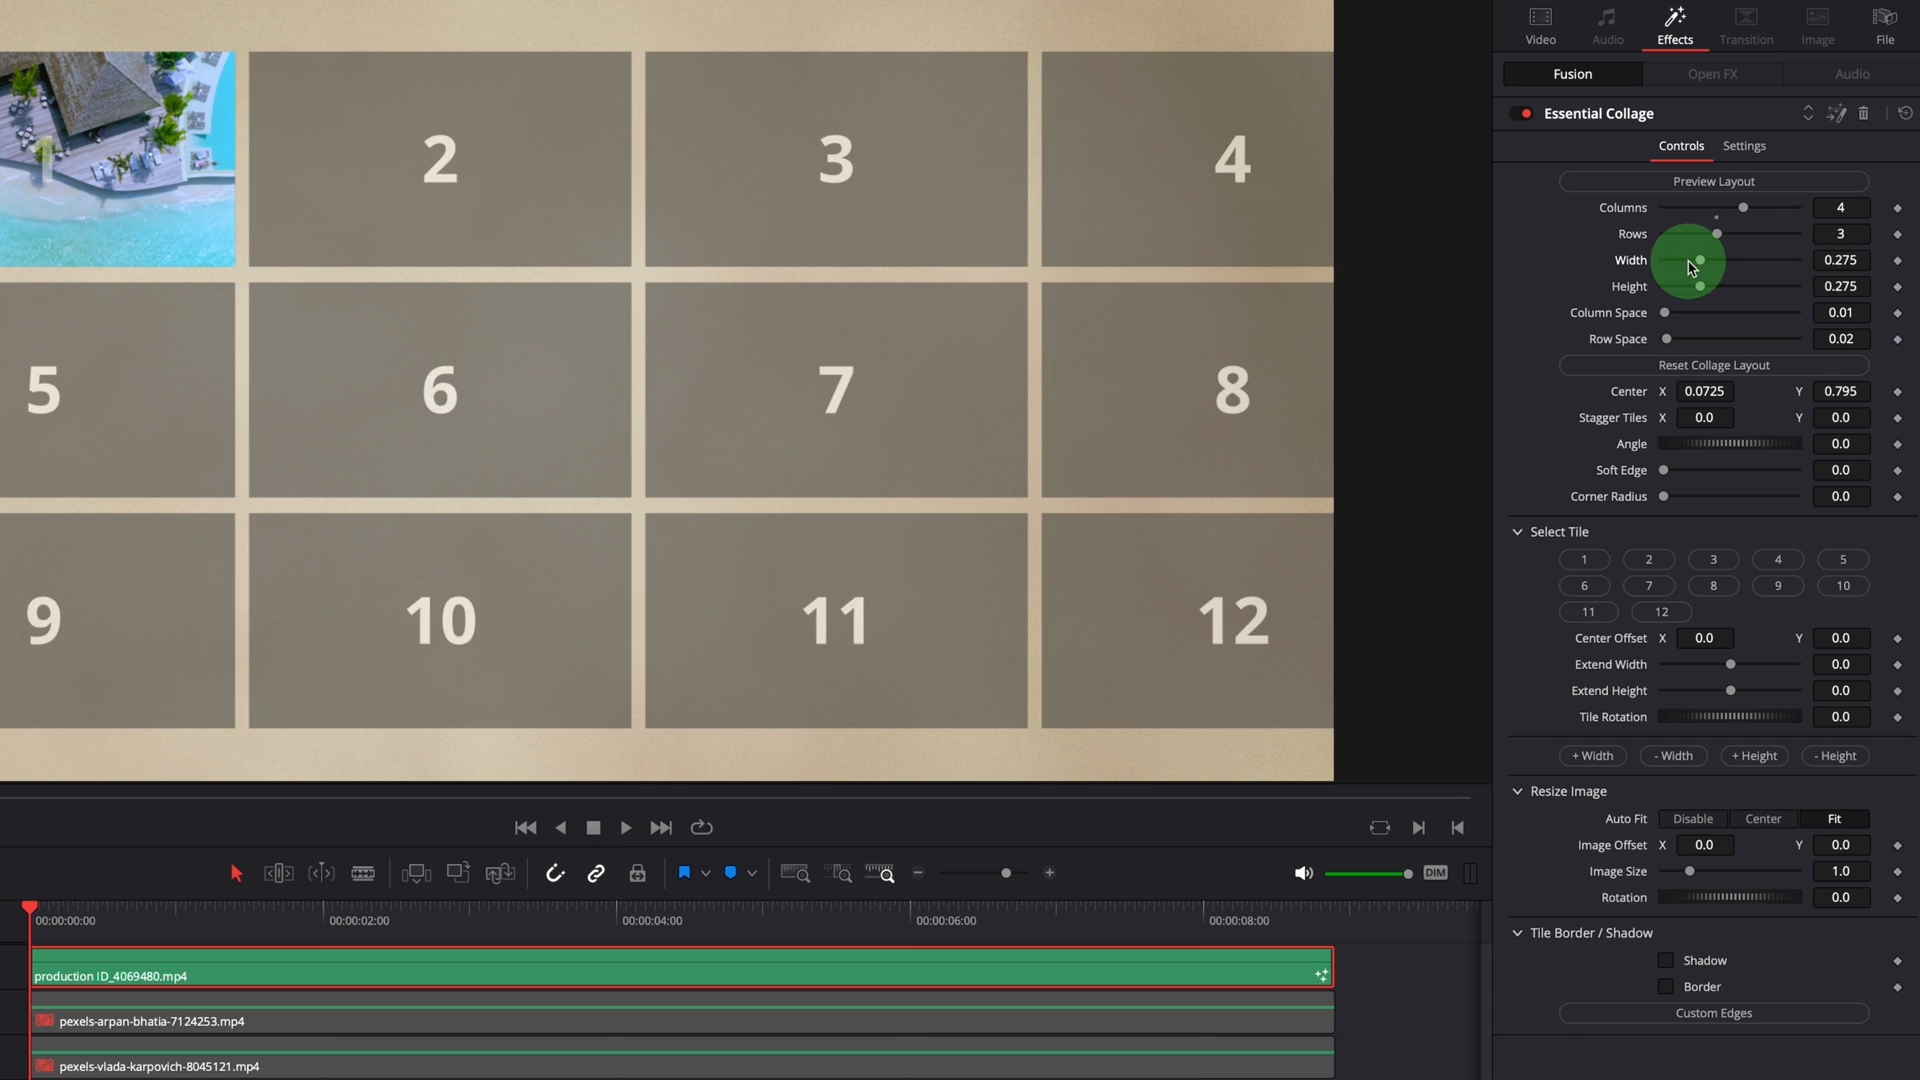 Video Audio Effects Transition Image File
Fusion Open FX Audio
Essential Collage
Controls Settings
Preview Layout
Columns 4
Rows 3
Width 0.275
Height 0.275
Column Space 0.01
Row Space 0.02
Reset Collage Layout
Center X 0.0725 Y 0.795
Stagger Tiles X 0.0 Y 0.0
Angle 0.0
Soft Edge 0.0
Corner Radius 0.0
Select Tile
1 2 3 4 5
6 7 8 9 10
11 12
Center Offset X 0.0 Y 0.0
Extend Width 0.0
Extend Height 0.0
Tile Rotation 0.0
+ Width - Width + Height - Height
Resize Image
Auto Fit Disable Center Fit
Image Offset X 0.0 Y 0.0
Image Size 1.0
Rotation 0.0
Tile Border / Shadow
Shadow
Border
Custom Edges
1 2 3 4
5 6 7 8
9 10 11 12
DIM
00:00:00:00 00:00:02:00 00:00:04:00 00:00:06:00 00:00:08:00
production ID_4069480.mp4
pexels-arpan-bhatia-7124253.mp4
pexels-vlada-karpovich-8045121.mp4